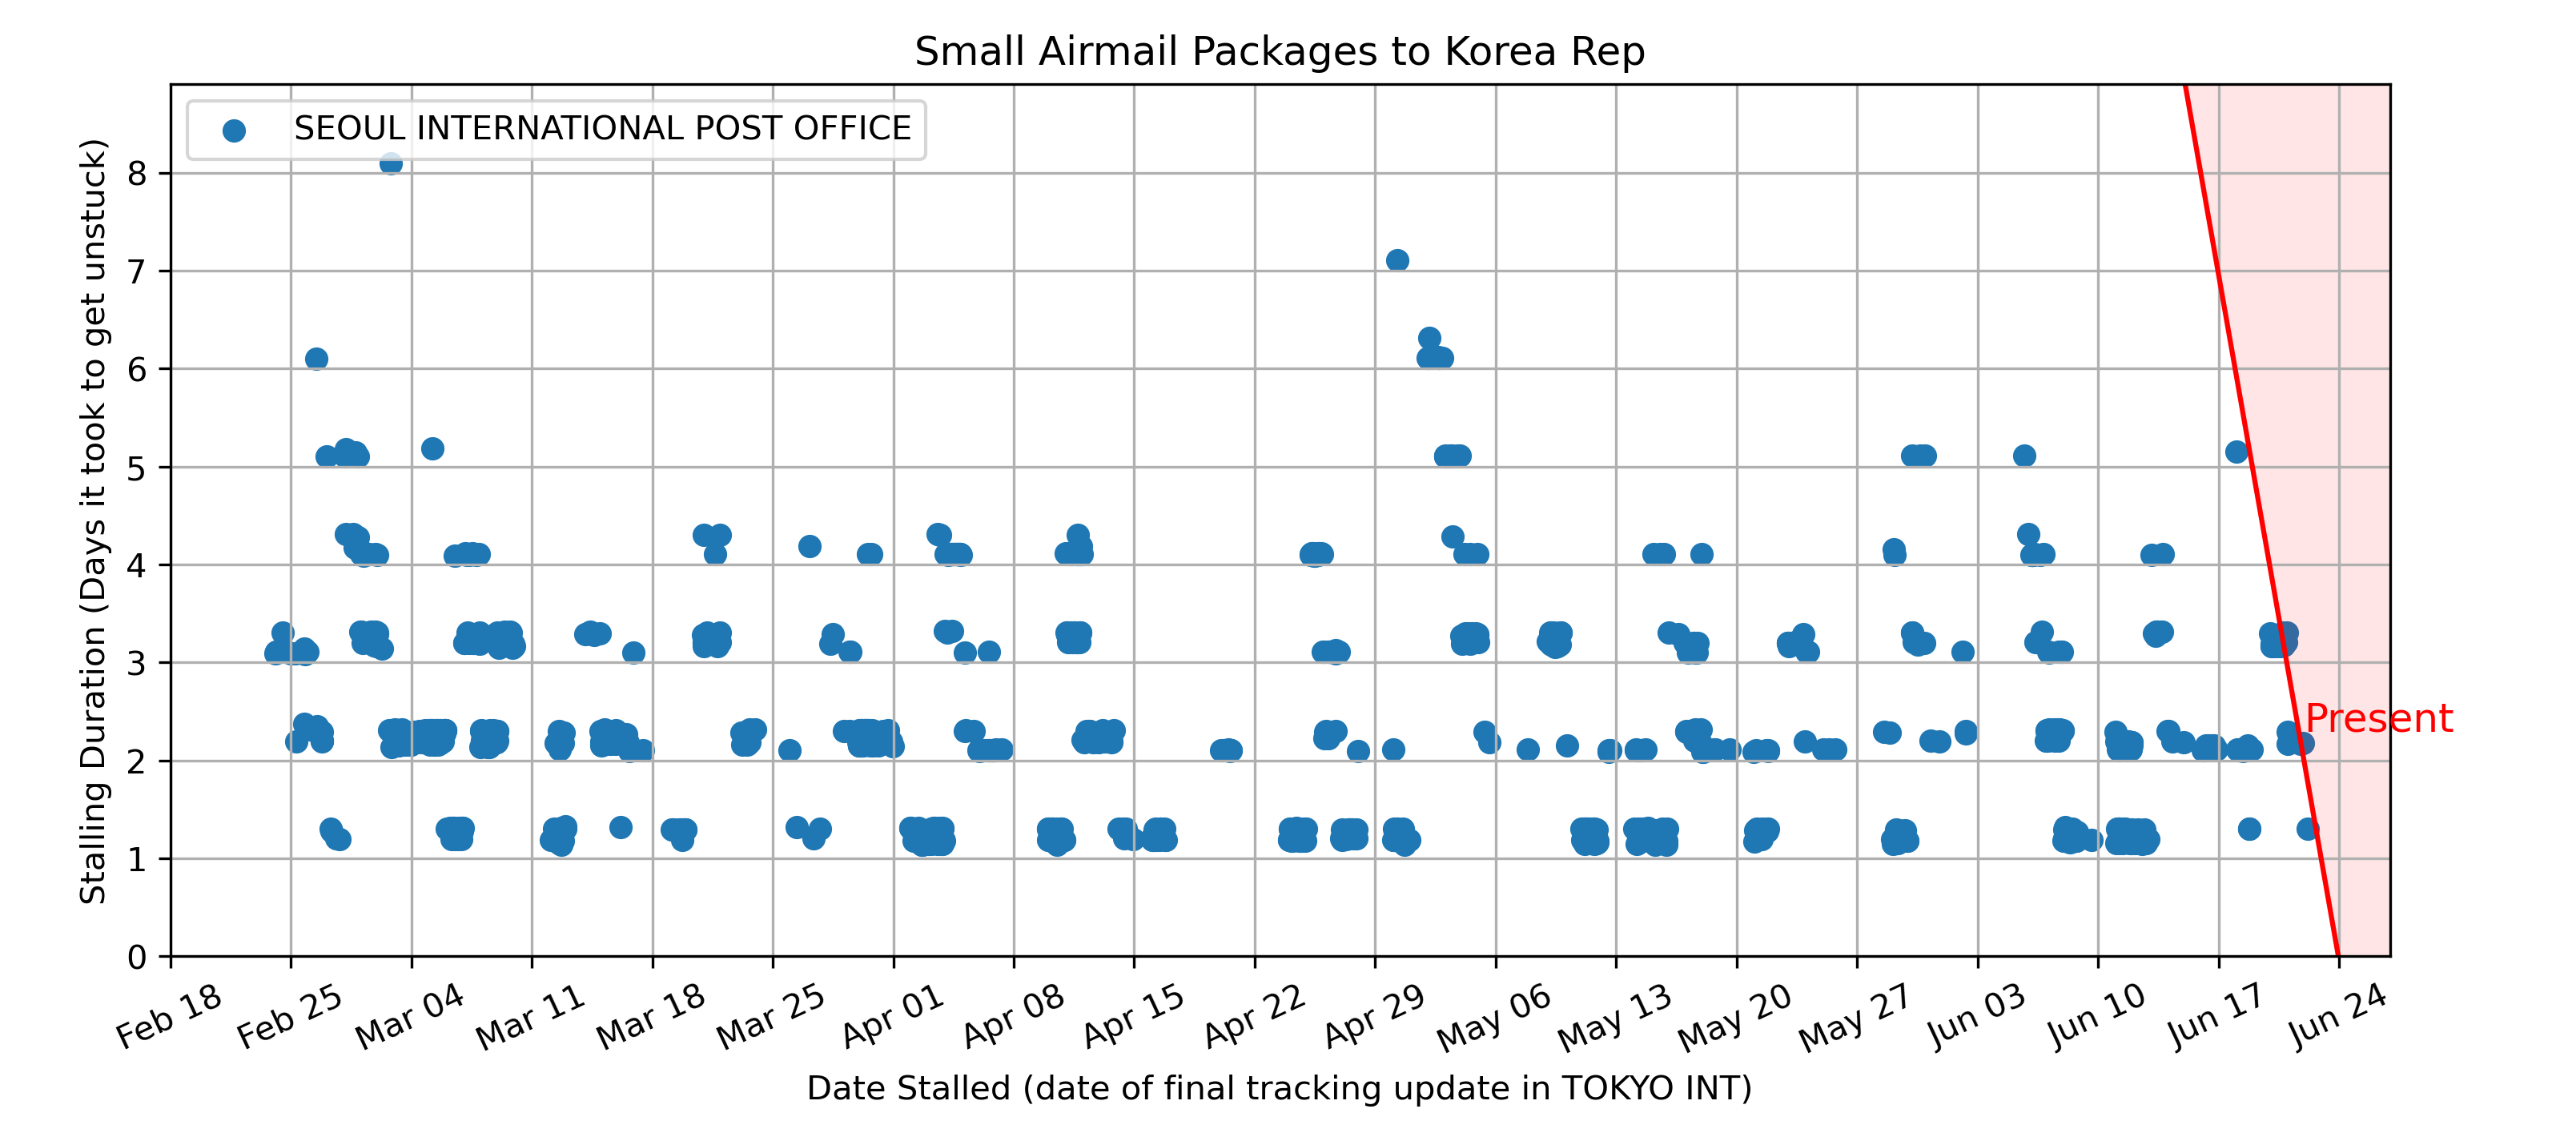 Small Airmail Packages to Korea Rep
SEOUL INTERNATIONAL POST OFFICE
Stalling Duration (Days it took to get unstuck)
8
7
6
5
4
3
2
1
0
Present
Feb 18
Feb 25
Mar 04
Mar 11
Mar 18
Mar 25
Apr 01
Apr 08
Apr 15
Apr 22
Apr 29
May 06
May 13
May 20
May 27
Jun 03
Jun 10
Jun 17
Jun 24
Date Stalled (date of final tracking update in TOKYO INT)